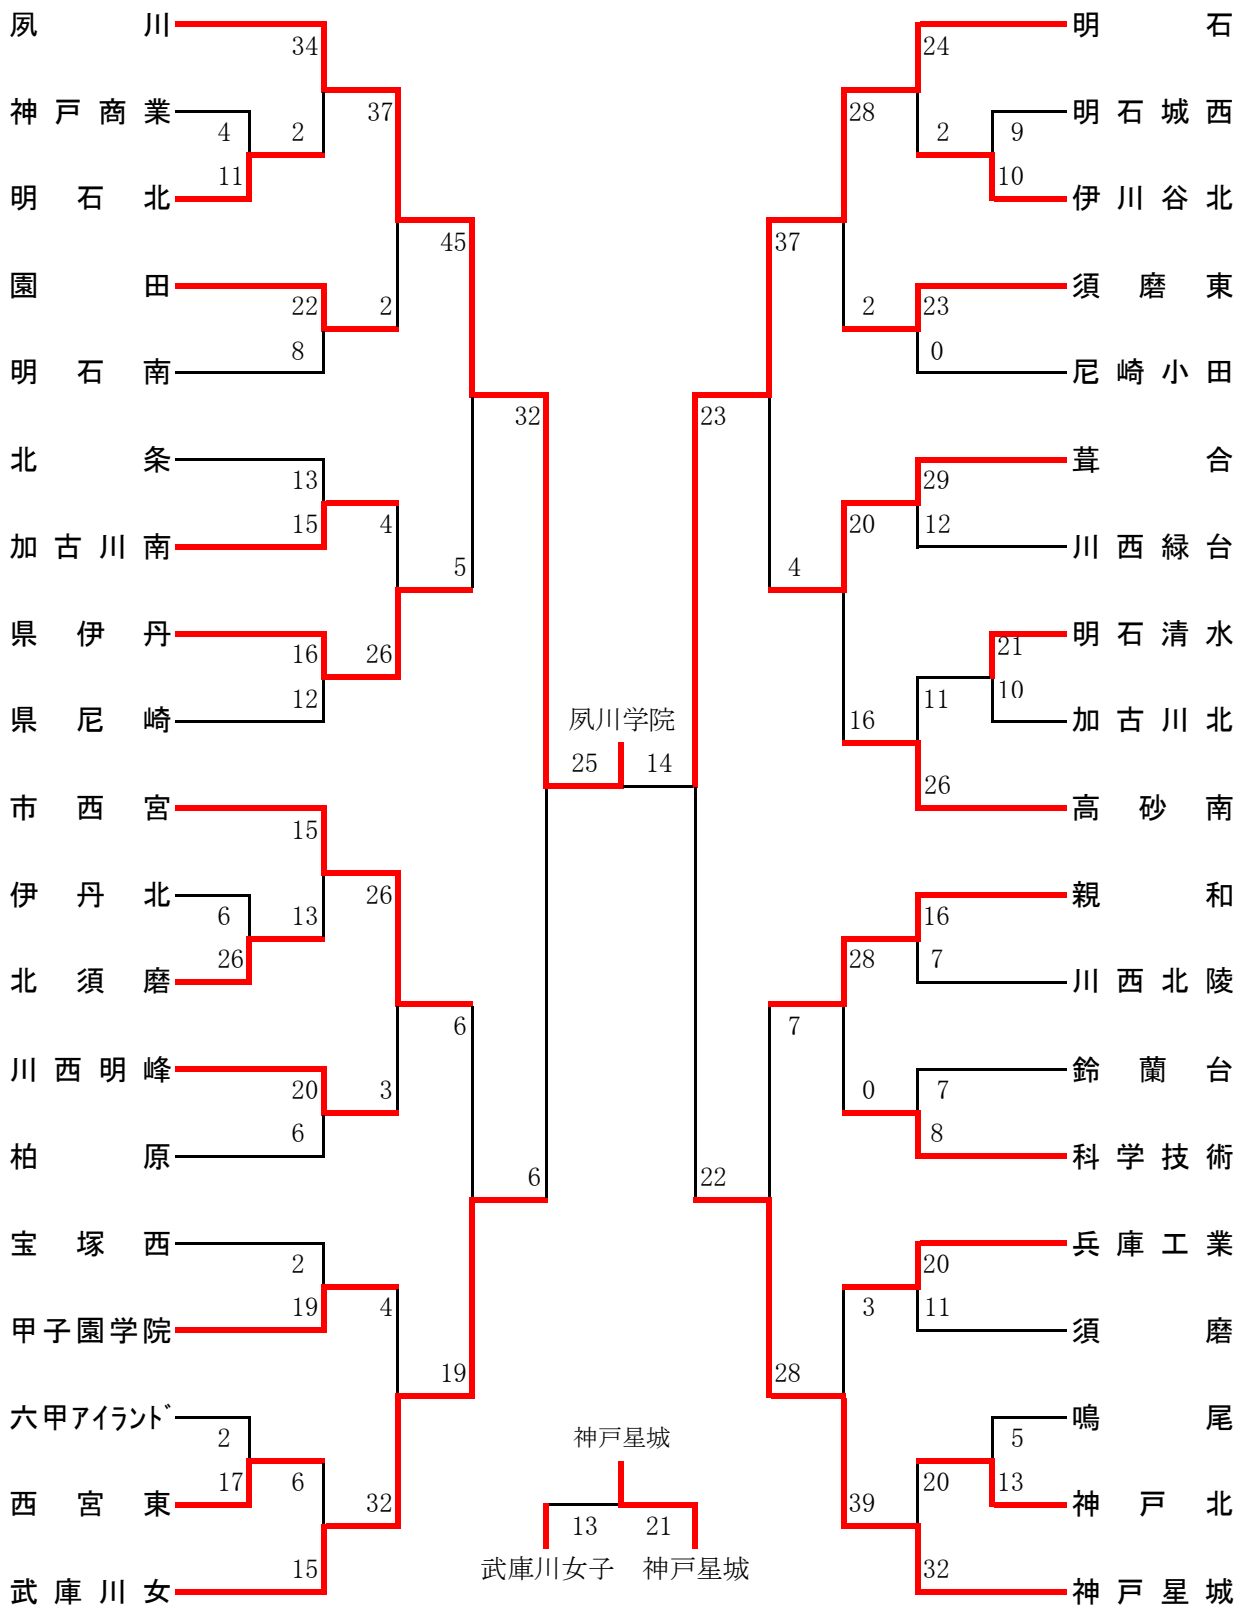 夙川
34
神戸商業
4
2
37
11
明石北
45
園田
22
2
8
明石南
32
北条
13
15
4
加古川南
5
県伊丹
16
26
12
県尼崎
市西宮
15
伊丹北
6
13
26
26
北須磨
6
川西明峰
20
3
6
柏原
6
宝塚西
2
19
4
甲子園学院
19
六甲アイランド
2
17
6
西宮東
32
15
武庫川女
夙川学院
25 14
神戸星城
13 21
武庫川女子 神戸星城
明石
24
28
明石城西
2
9
10
伊川谷北
37
須磨東
2
23
0
尼崎小田
23
葺合
29
20
12
川西緑台
4
明石清水
21
11
10
加古川北
16
26
高砂南
親和
16
28
7
川西北陵
7
鈴蘭台
0
7
8
科学技術
22
兵庫工業
20
3
11
須磨
28
鳴尾
5
20
13
神戸北
39
32
神戸星城